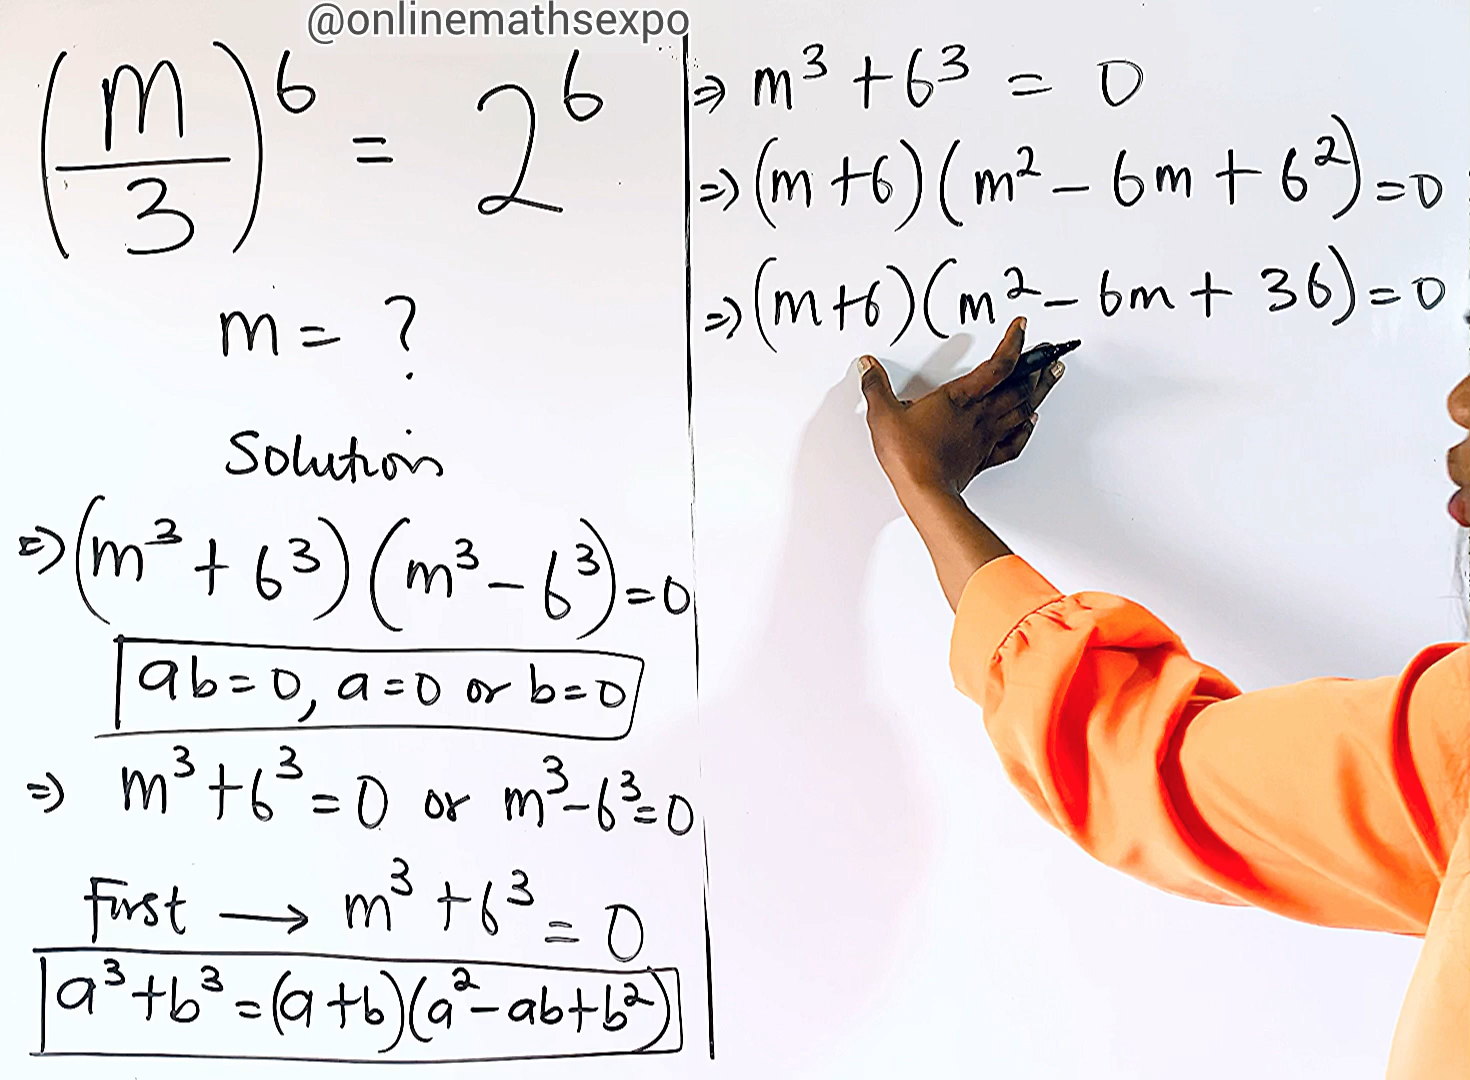 @onlinemathsexpo
(m/3)^6 = 2^6
m = ?
Solution
⇒ (m³ + 6³)(m³ – 6³) = 0
ab = 0, a = 0 or b = 0
⇒ m³ + 6³ = 0 or m³ – 6³ = 0
First → m³ + 6³ = 0
a³ + b³ = (a + b)(a² – ab + b²)
⇒ m³ + 6³ = 0
⇒ (m + 6)(m² – 6m + 6²) = 0
⇒ (m + 6)(m² – 6m + 36) = 0